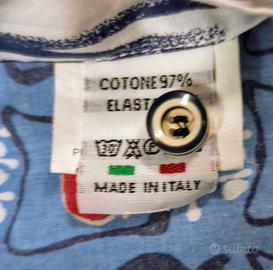 COTONE 97%
ELAST
30
MADE IN ITALY
subito